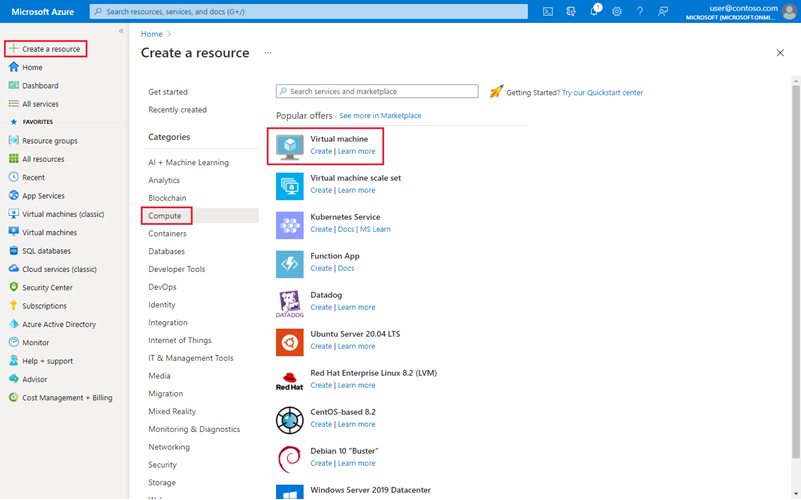 Microsoft Azure
Search resources, services, and docs (G+/)
1
user@contoso.com
MICROSOFT (MICROSOFT.ONMI...
«
+ Create a resource
Home
Dashboard
All services
FAVORITES
Resource groups
All resources
Recent
App Services
Virtual machines (classic)
Virtual machines
SQL databases
Cloud services (classic)
Security Center
Subscriptions
Azure Active Directory
Monitor
Help + support
Advisor
Cost Management + Billing
Home >
Create a resource ...
Get started
Recently created
Categories
AI + Machine Learning
Analytics
Blockchain
Compute
Containers
Databases
Developer Tools
DevOps
Identity
Integration
Internet of Things
IT & Management Tools
Media
Migration
Mixed Reality
Monitoring & Diagnostics
Networking
Security
Storage
Search services and marketplace
Getting Started? Try our Quickstart center
Popular offers See more in Marketplace
Virtual machine
Create | Learn more
Virtual machine scale set
Create | Learn more
Kubernetes Service
Create | Docs | MS Learn
Function App
Create | Docs
DATADOG
Datadog
Create | Learn more
Ubuntu Server 20.04 LTS
Create | Learn more
Red Hat
Red Hat Enterprise Linux 8.2 (LVM)
Create | Learn more
CentOS-based 8.2
Create | Learn more
Debian 10 "Buster"
Create | Learn more
Windows Server 2019 Datacenter